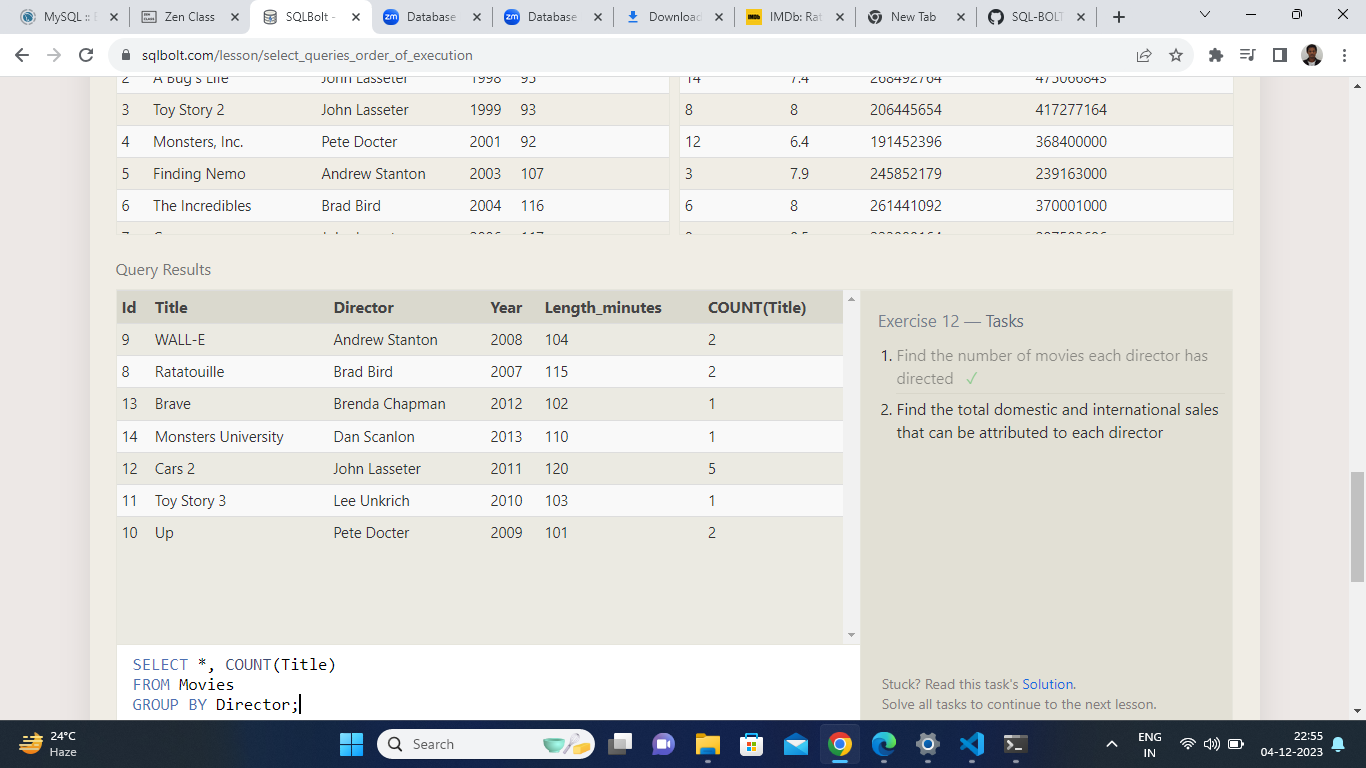 MySQL :: E
Zen Class
SQLBolt -
Database
Database
Download
IMDb: Rat
New Tab
SQL-BOLT
sqlbolt.com/lesson/select_queries_order_of_execution
2 A Bug's Life John Lasseter 1998 95 14 7.4 268492764 475066843
3 Toy Story 2 John Lasseter 1999 93 8 8 206445654 417277164
4 Monsters, Inc. Pete Docter 2001 92 12 6.4 191452396 368400000
5 Finding Nemo Andrew Stanton 2003 107 3 7.9 245852179 239163000
6 The Incredibles Brad Bird 2004 116 6 8 261441092 370001000
Query Results
Id Title Director Year Length_minutes COUNT(Title)
9 WALL-E Andrew Stanton 2008 104 2
8 Ratatouille Brad Bird 2007 115 2
13 Brave Brenda Chapman 2012 102 1
14 Monsters University Dan Scanlon 2013 110 1
12 Cars 2 John Lasseter 2011 120 5
11 Toy Story 3 Lee Unkrich 2010 103 1
10 Up Pete Docter 2009 101 2
Exercise 12 — Tasks
1. Find the number of movies each director has
directed ✓
2. Find the total domestic and international sales
that can be attributed to each director
Stuck? Read this task's Solution.
Solve all tasks to continue to the next lesson.
SELECT *, COUNT(Title)
FROM Movies
GROUP BY Director;
24°C
Haze
Search
ENG
IN
22:55
04-12-2023